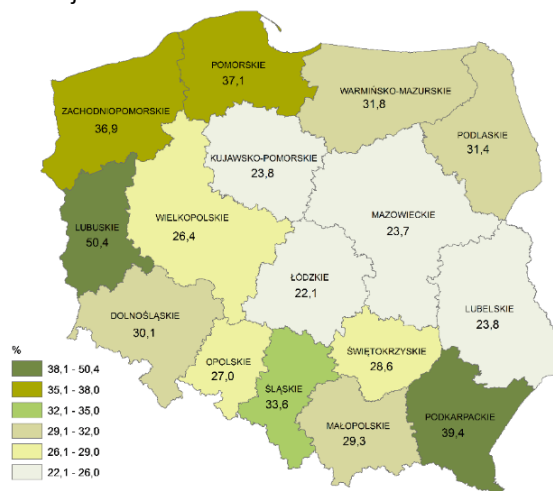 POMORSKIE
37,1
WARMIŃSKO-MAZURSKIE
31,8
ZACHODNIOPOMORSKIE
36,9
PODLASKIE
31,4
KUJAWSKO-POMORSKIE
23,8
LUBUSKIE
50,4
WIELKOPOLSKIE
26,4
MAZOWIECKIE
23,7
ŁÓDZKIE
22,1
LUBELSKIE
23,8
DOLNOŚLĄSKIE
30,1
OPOLSKIE
27,0
ŚLĄSKIE
33,6
ŚWIĘTOKRZYSKIE
28,6
MAŁOPOLSKIE
29,3
PODKARPACKIE
39,4
%
38,1 - 50,4
35,1 - 38,0
32,1 - 35,0
29,1 - 32,0
26,1 - 29,0
22,1 - 26,0